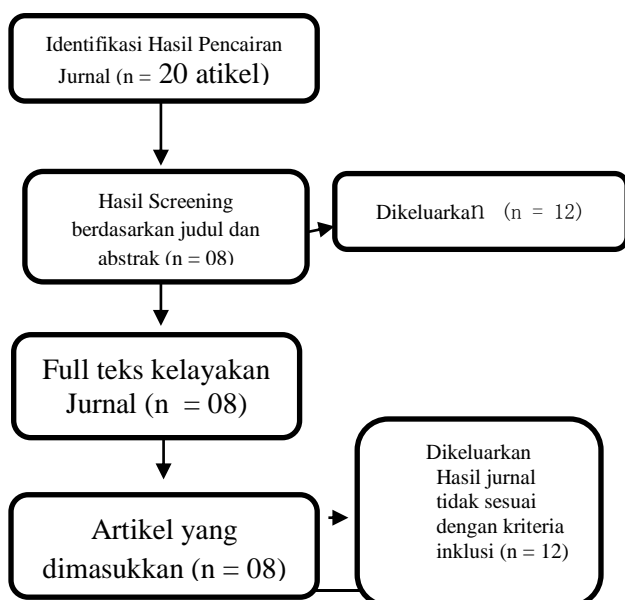 Identifikasi Hasil Pencairan
Jurnal (n = 20 atikel)
Hasil Screening
berdasarkan judul dan
abstrak (n = 08)
Dikeluarkan (n = 12)
Full teks kelayakan
Jurnal (n = 08)
Dikeluarkan
Hasil jurnal
tidak sesuai
dengan kriteria
inklusi (n = 12)
Artikel yang
dimasukkan (n = 08)